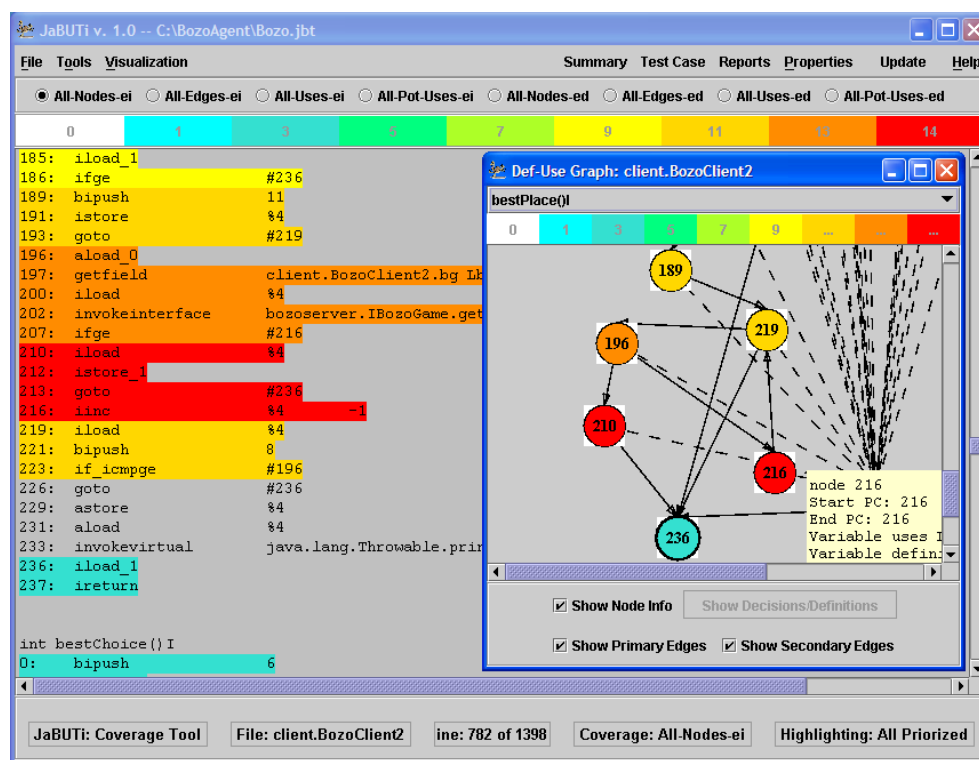 JaBUTi v. 1.0 -- C:\BozoAgent\Bozo.jbt
File Tools Visualization Summary Test Case Reports Properties Update Help
All-Nodes-ei All-Edges-ei All-Uses-ei All-Pot-Uses-ei All-Nodes-ed All-Edges-ed All-Uses-ed All-Pot-Uses-ed
0 1 3 5 7 9 11 13 14
185: iload_1
186: ifge #236
189: bipush 11
191: istore %4
193: goto #219
196: aload_0
197: getfield client.BozoClient2.bg Lb
200: iload %4
202: invokeinterface bozoserver.IBozoGame.get
207: ifge #216
210: iload %4
212: istore_1
213: goto #236
216: iinc %4 -1
219: iload %4
221: bipush 8
223: if_icmpge #196
226: goto #236
229: astore %4
231: aload %4
233: invokevirtual java.lang.Throwable.prin
236: iload_1
237: ireturn
int bestChoice()I
0: bipush 6
Def-Use Graph: client.BozoClient2
bestPlace()I
0 1 3 5 7 9 ... ... ...
189
219
196
210
216
236
node 216
Start PC: 216
End PC: 216
Variable uses I
Variable defin
Show Node Info Show Decisions/Definitions
Show Primary Edges Show Secondary Edges
JaBUTi: Coverage Tool File: client.BozoClient2 ine: 782 of 1398 Coverage: All-Nodes-ei Highlighting: All Priorized